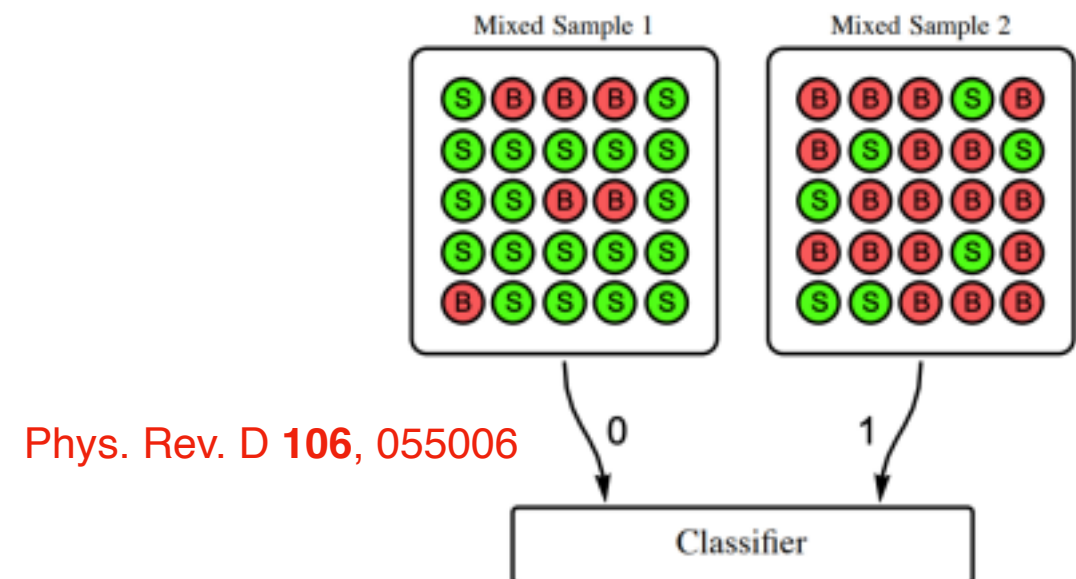 Mixed Sample 1
S B B B S
S S S S S
S S B B S
S S S S S
B S S S S
Mixed Sample 2
B B B S B
B S B B S
S B B B B
B B B S B
S S B B B
0
1
Phys. Rev. D 106, 055006
Classifier